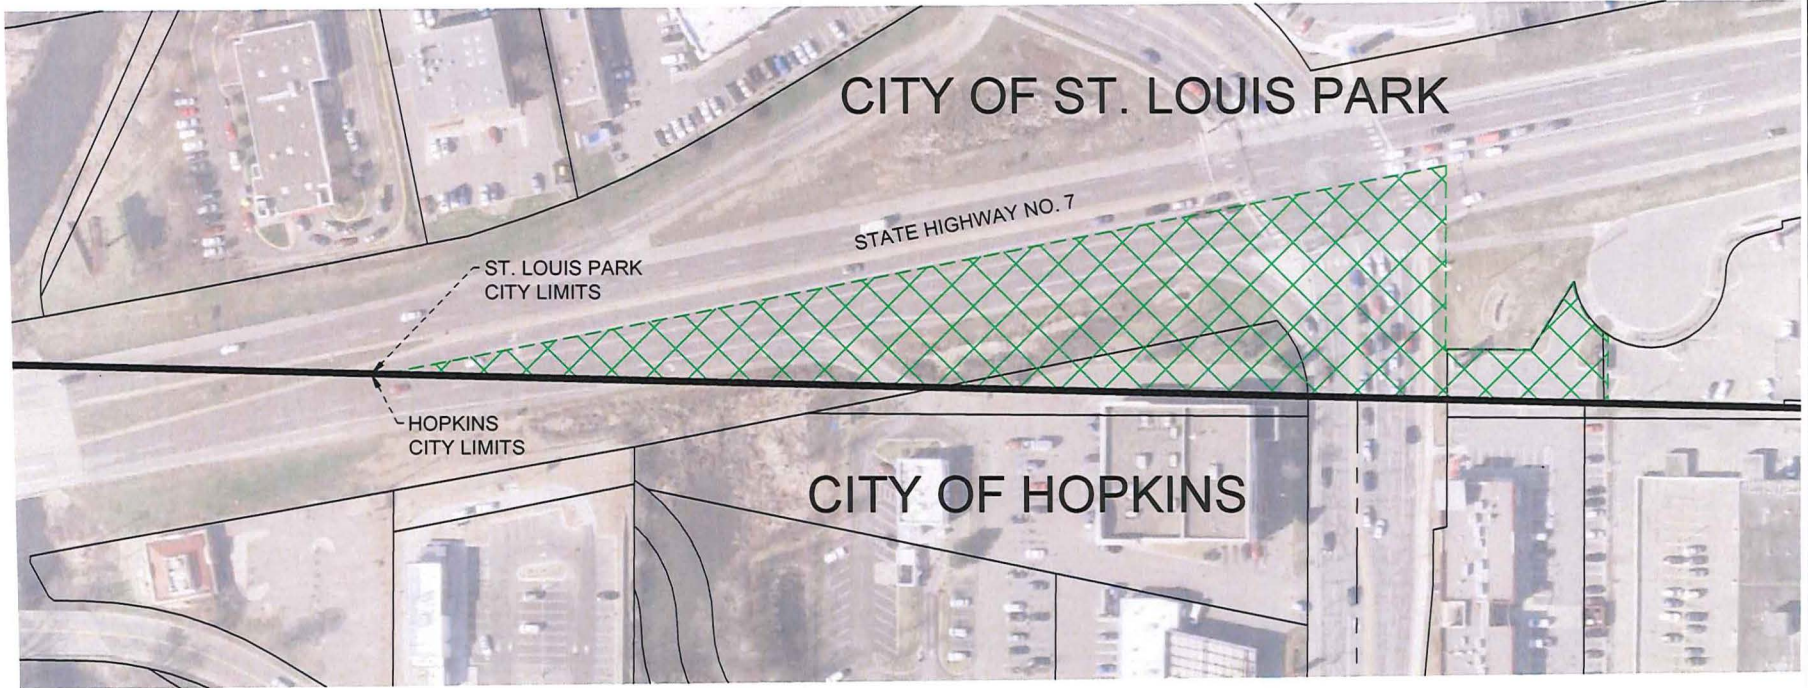 CITY OF ST. LOUIS PARK
STATE HIGHWAY NO. 7
ST. LOUIS PARK
CITY LIMITS
HOPKINS
CITY LIMITS
CITY OF HOPKINS